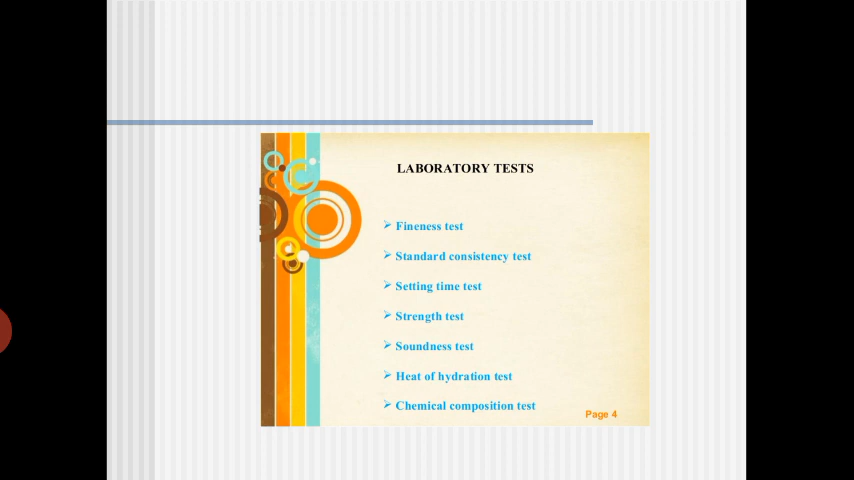 LABORATORY TESTS
➢ Fineness test
➢ Standard consistency test
➢ Setting time test
➢ Strength test
➢ Soundness test
➢ Heat of hydration test
➢ Chemical composition test
Page 4